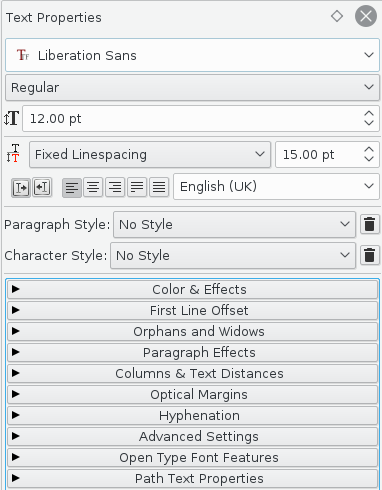 Text Properties
Liberation Sans
Regular
12.00 pt
Fixed Linespacing 15.00 pt
English (UK)
Paragraph Style: No Style
Character Style: No Style
Color & Effects
First Line Offset
Orphans and Widows
Paragraph Effects
Columns & Text Distances
Optical Margins
Hyphenation
Advanced Settings
Open Type Font Features
Path Text Properties